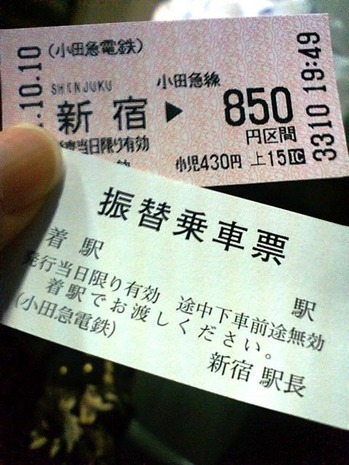 .10.10
(小田急電鉄)
SHINJUKU
小田急線
新宿▶850
円区間
当日限り有効
小児430円 上15IC
3310 19:49
振替乗車票
着駅 駅
発行当日限り有効 途中下車前途無効
着駅でお渡しください。
(小田急電鉄)
新宿駅長